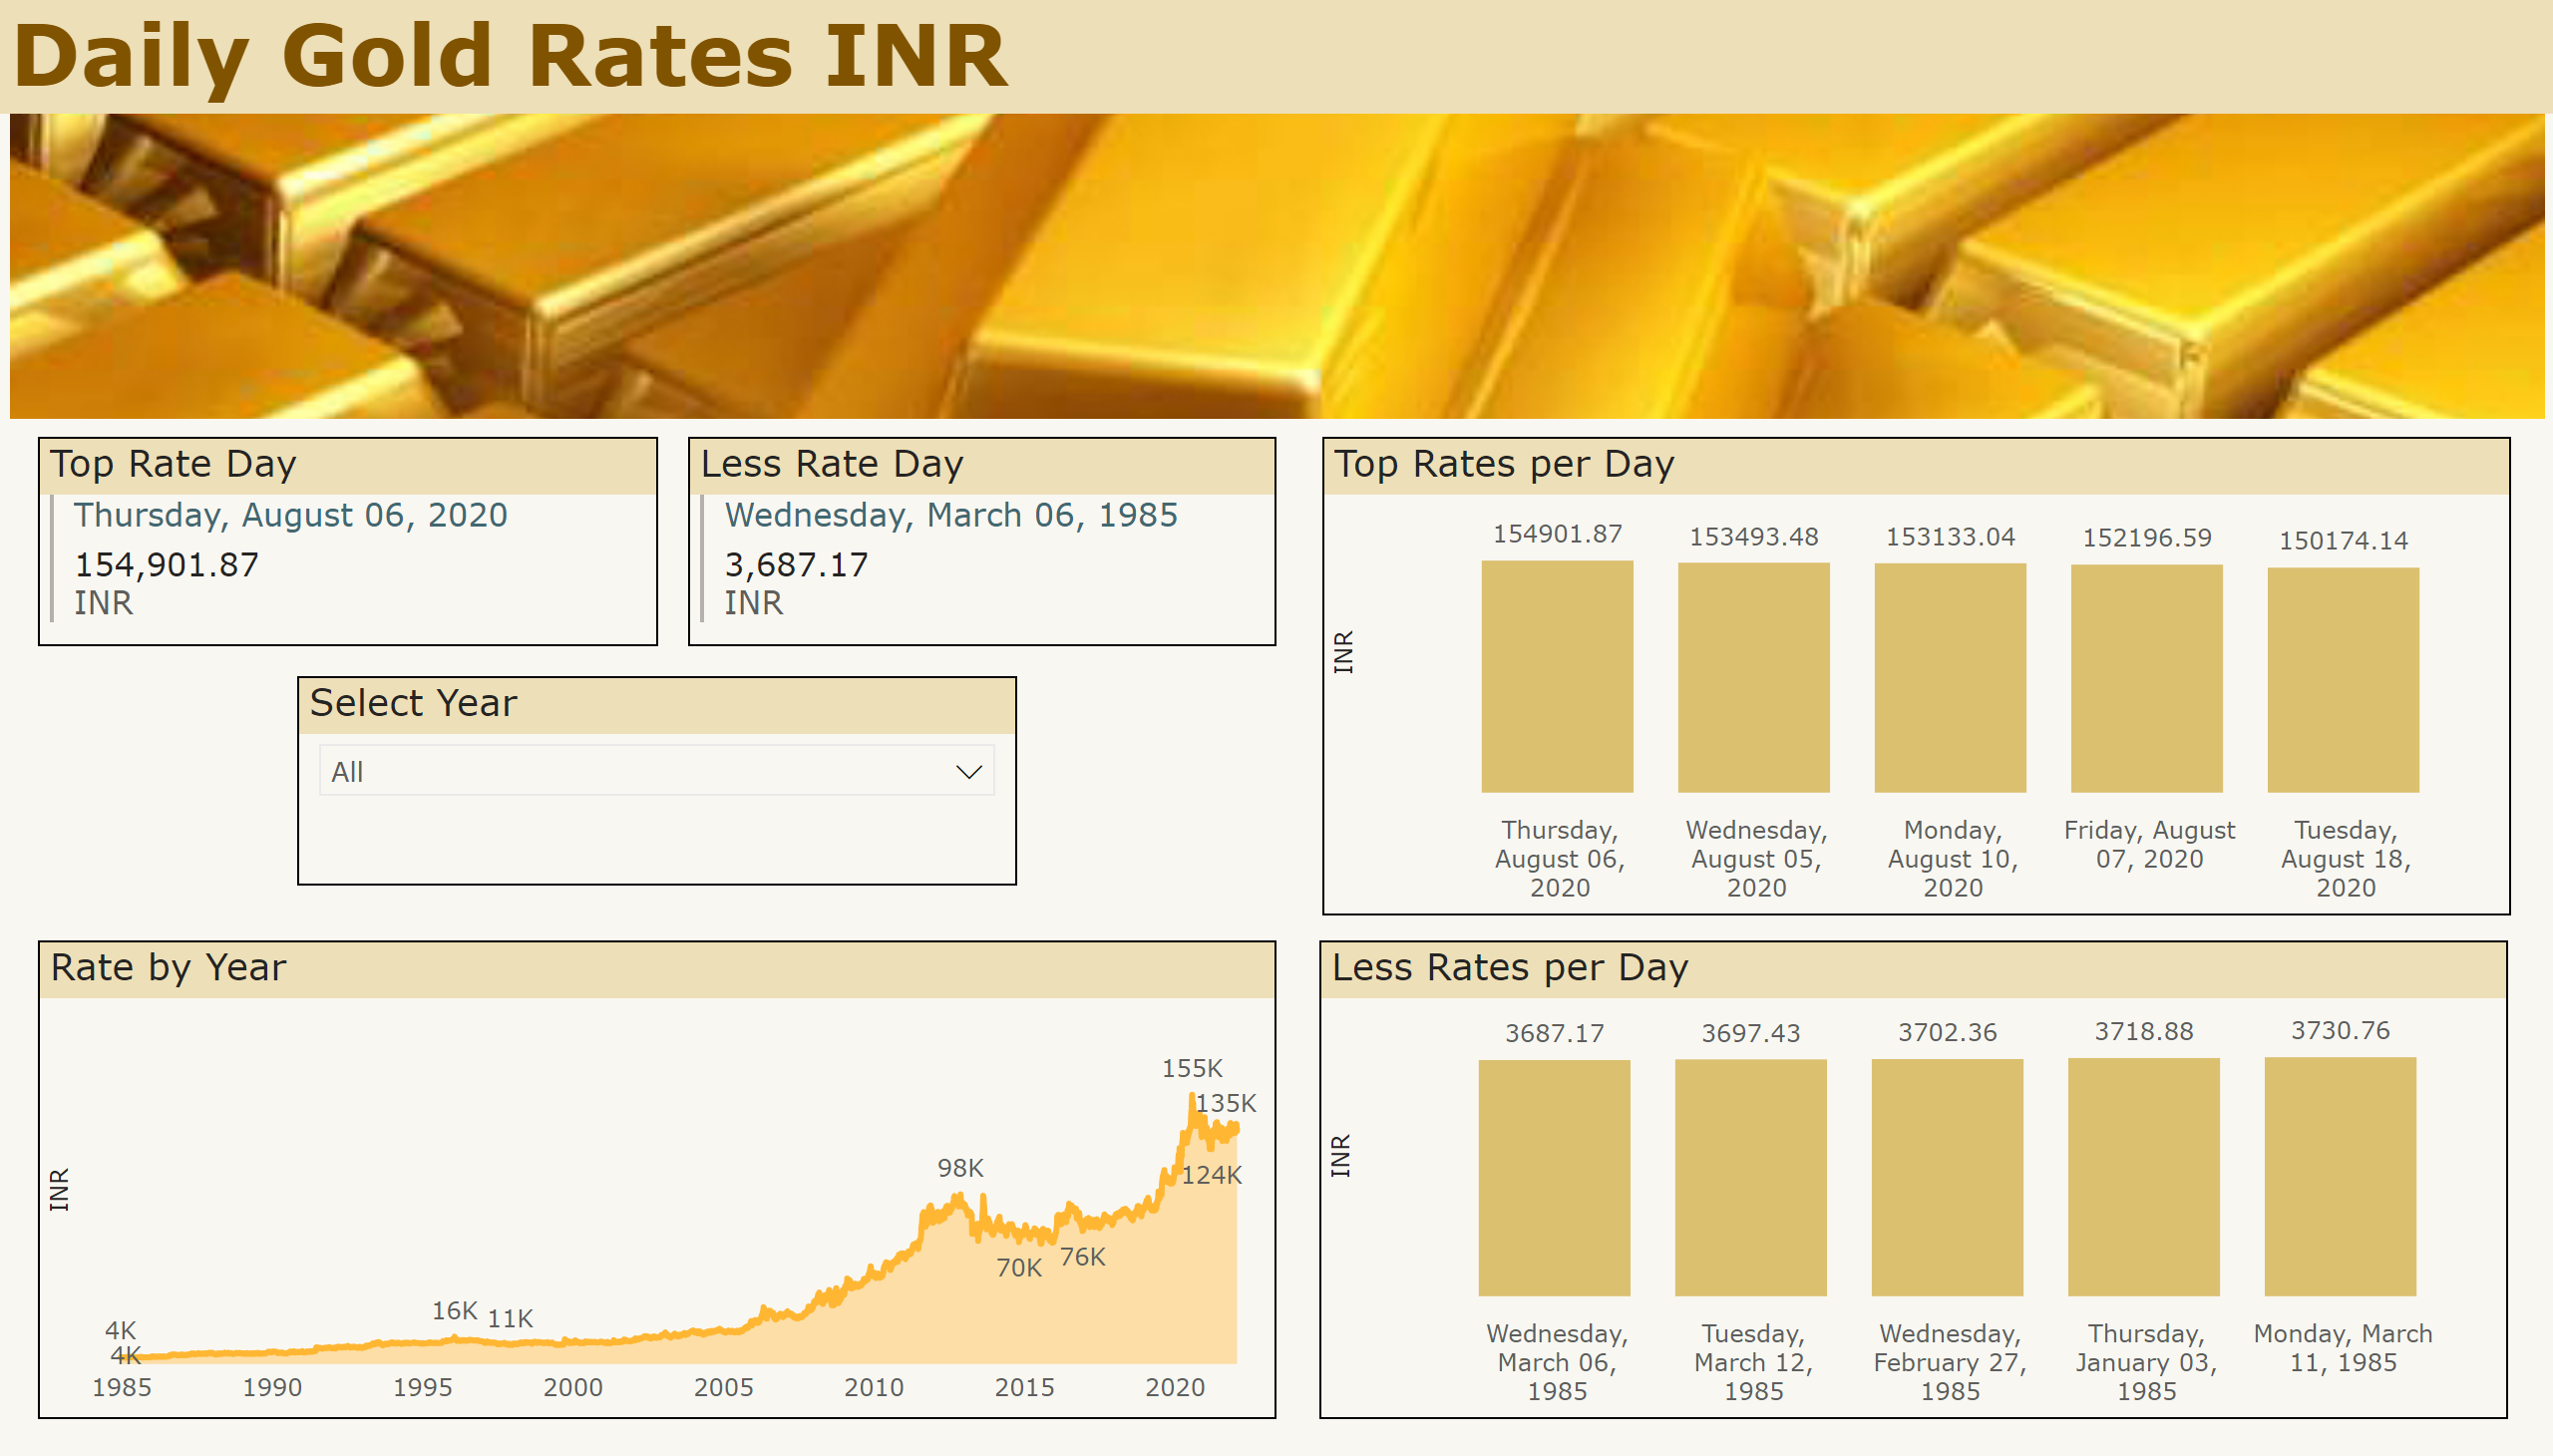 Daily Gold Rates INR
Top Rate Day
Thursday, August 06, 2020
154,901.87
INR
Less Rate Day
Wednesday, March 06, 1985
3,687.17
INR
Select Year
All
Top Rates per Day
INR
154901.87
153493.48
153133.04
152196.59
150174.14
Thursday,
August 06,
2020
Wednesday,
August 05,
2020
Monday,
August 10,
2020
Friday, August
07, 2020
Tuesday,
August 18,
2020
Rate by Year
INR
4K
4K
16K
11K
98K
70K
76K
155K
135K
124K
1985
1990
1995
2000
2005
2010
2015
2020
Less Rates per Day
INR
3687.17
3697.43
3702.36
3718.88
3730.76
Wednesday,
March 06,
1985
Tuesday,
March 12,
1985
Wednesday,
February 27,
1985
Thursday,
January 03,
1985
Monday, March
11, 1985